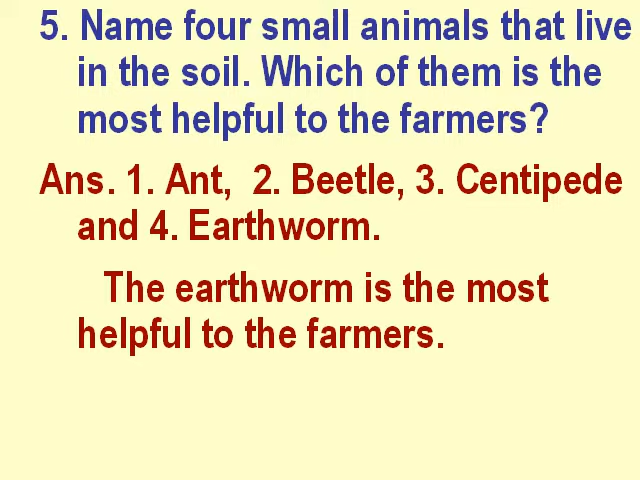 5. Name four small animals that live
in the soil. Which of them is the
most helpful to the farmers?
Ans. 1. Ant,  2. Beetle, 3. Centipede
and 4. Earthworm.
The earthworm is the most
helpful to the farmers.